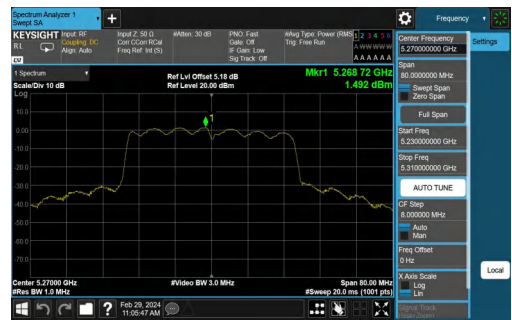 Spectrum Analyzer 1
Swept SA
Frequency
KEYSIGHT
Input: RF
Coupling: DC
Align: Auto
Input Z: 50 Ω
Corr CCorr RCal
Freq Ref: Int (S)
#Atten: 30 dB
PNO: Fast
Gate: Off
IF Gain: Low
Sig Track: Off
#Avg Type: Power (RMS
Trig: Free Run
1 2 3 4 5 6
A W W W W W
A A A A A A
RL
LV
1 Spectrum
Scale/Div 10 dB
Log
Ref Lvl Offset 5.18 dB
Ref Level 20.00 dBm
Mkr1 5.268 72 GHz
1.492 dBm
1
10.0
0.00
-10.0
-20.0
-30.0
-40.0
-50.0
-60.0
-70.0
Center 5.27000 GHz
#Res BW 1.0 MHz
#Video BW 3.0 MHz
Span 80.00 MHz
#Sweep 20.0 ms (1001 pts)
Center Frequency
5.270000000 GHz
Span
80.0000000 MHz
Swept Span
Zero Span
Full Span
Start Freq
5.230000000 GHz
Stop Freq
5.310000000 GHz
AUTO TUNE
CF Step
8.000000 MHz
Auto
Man
Freq Offset
0 Hz
X Axis Scale
Log
Lin
Signal Track
Settings
Local
Feb 29, 2024
11:05:47 AM